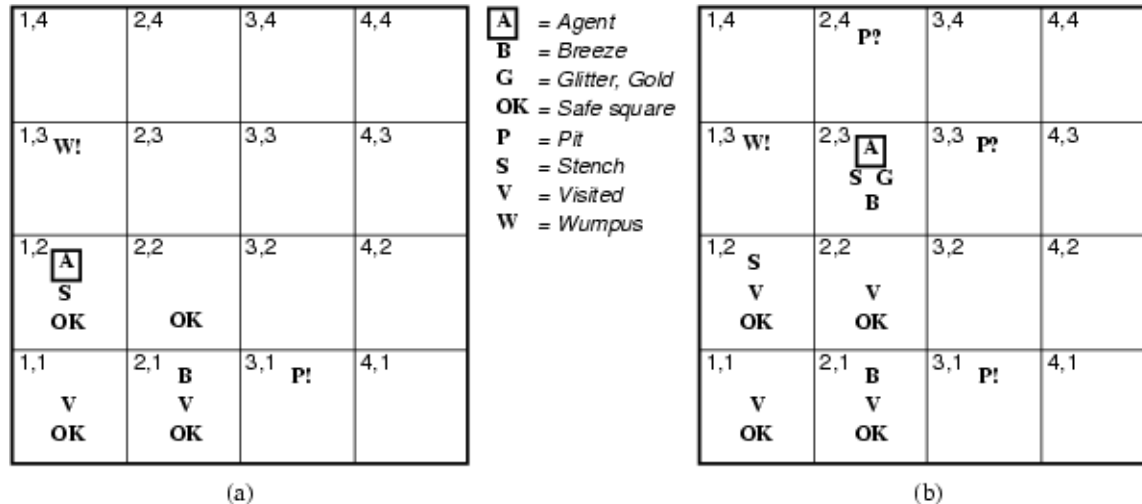 1,4 2,4 3,4 4,4
1,3 W! 2,3 3,3 4,3
1,2 A 2,2 3,2 4,2
S
OK OK
1,1 2,1 B 3,1 P! 4,1
V V
OK OK
(a)
A = Agent
B = Breeze
G = Glitter, Gold
OK = Safe square
P = Pit
S = Stench
V = Visited
W = Wumpus
1,4 2,4 P? 3,4 4,4
1,3 W! 2,3 A 3,3 P? 4,3
S G
B
1,2 S 2,2 3,2 4,2
V V
OK OK
1,1 2,1 B 3,1 P! 4,1
V V
OK OK
(b)